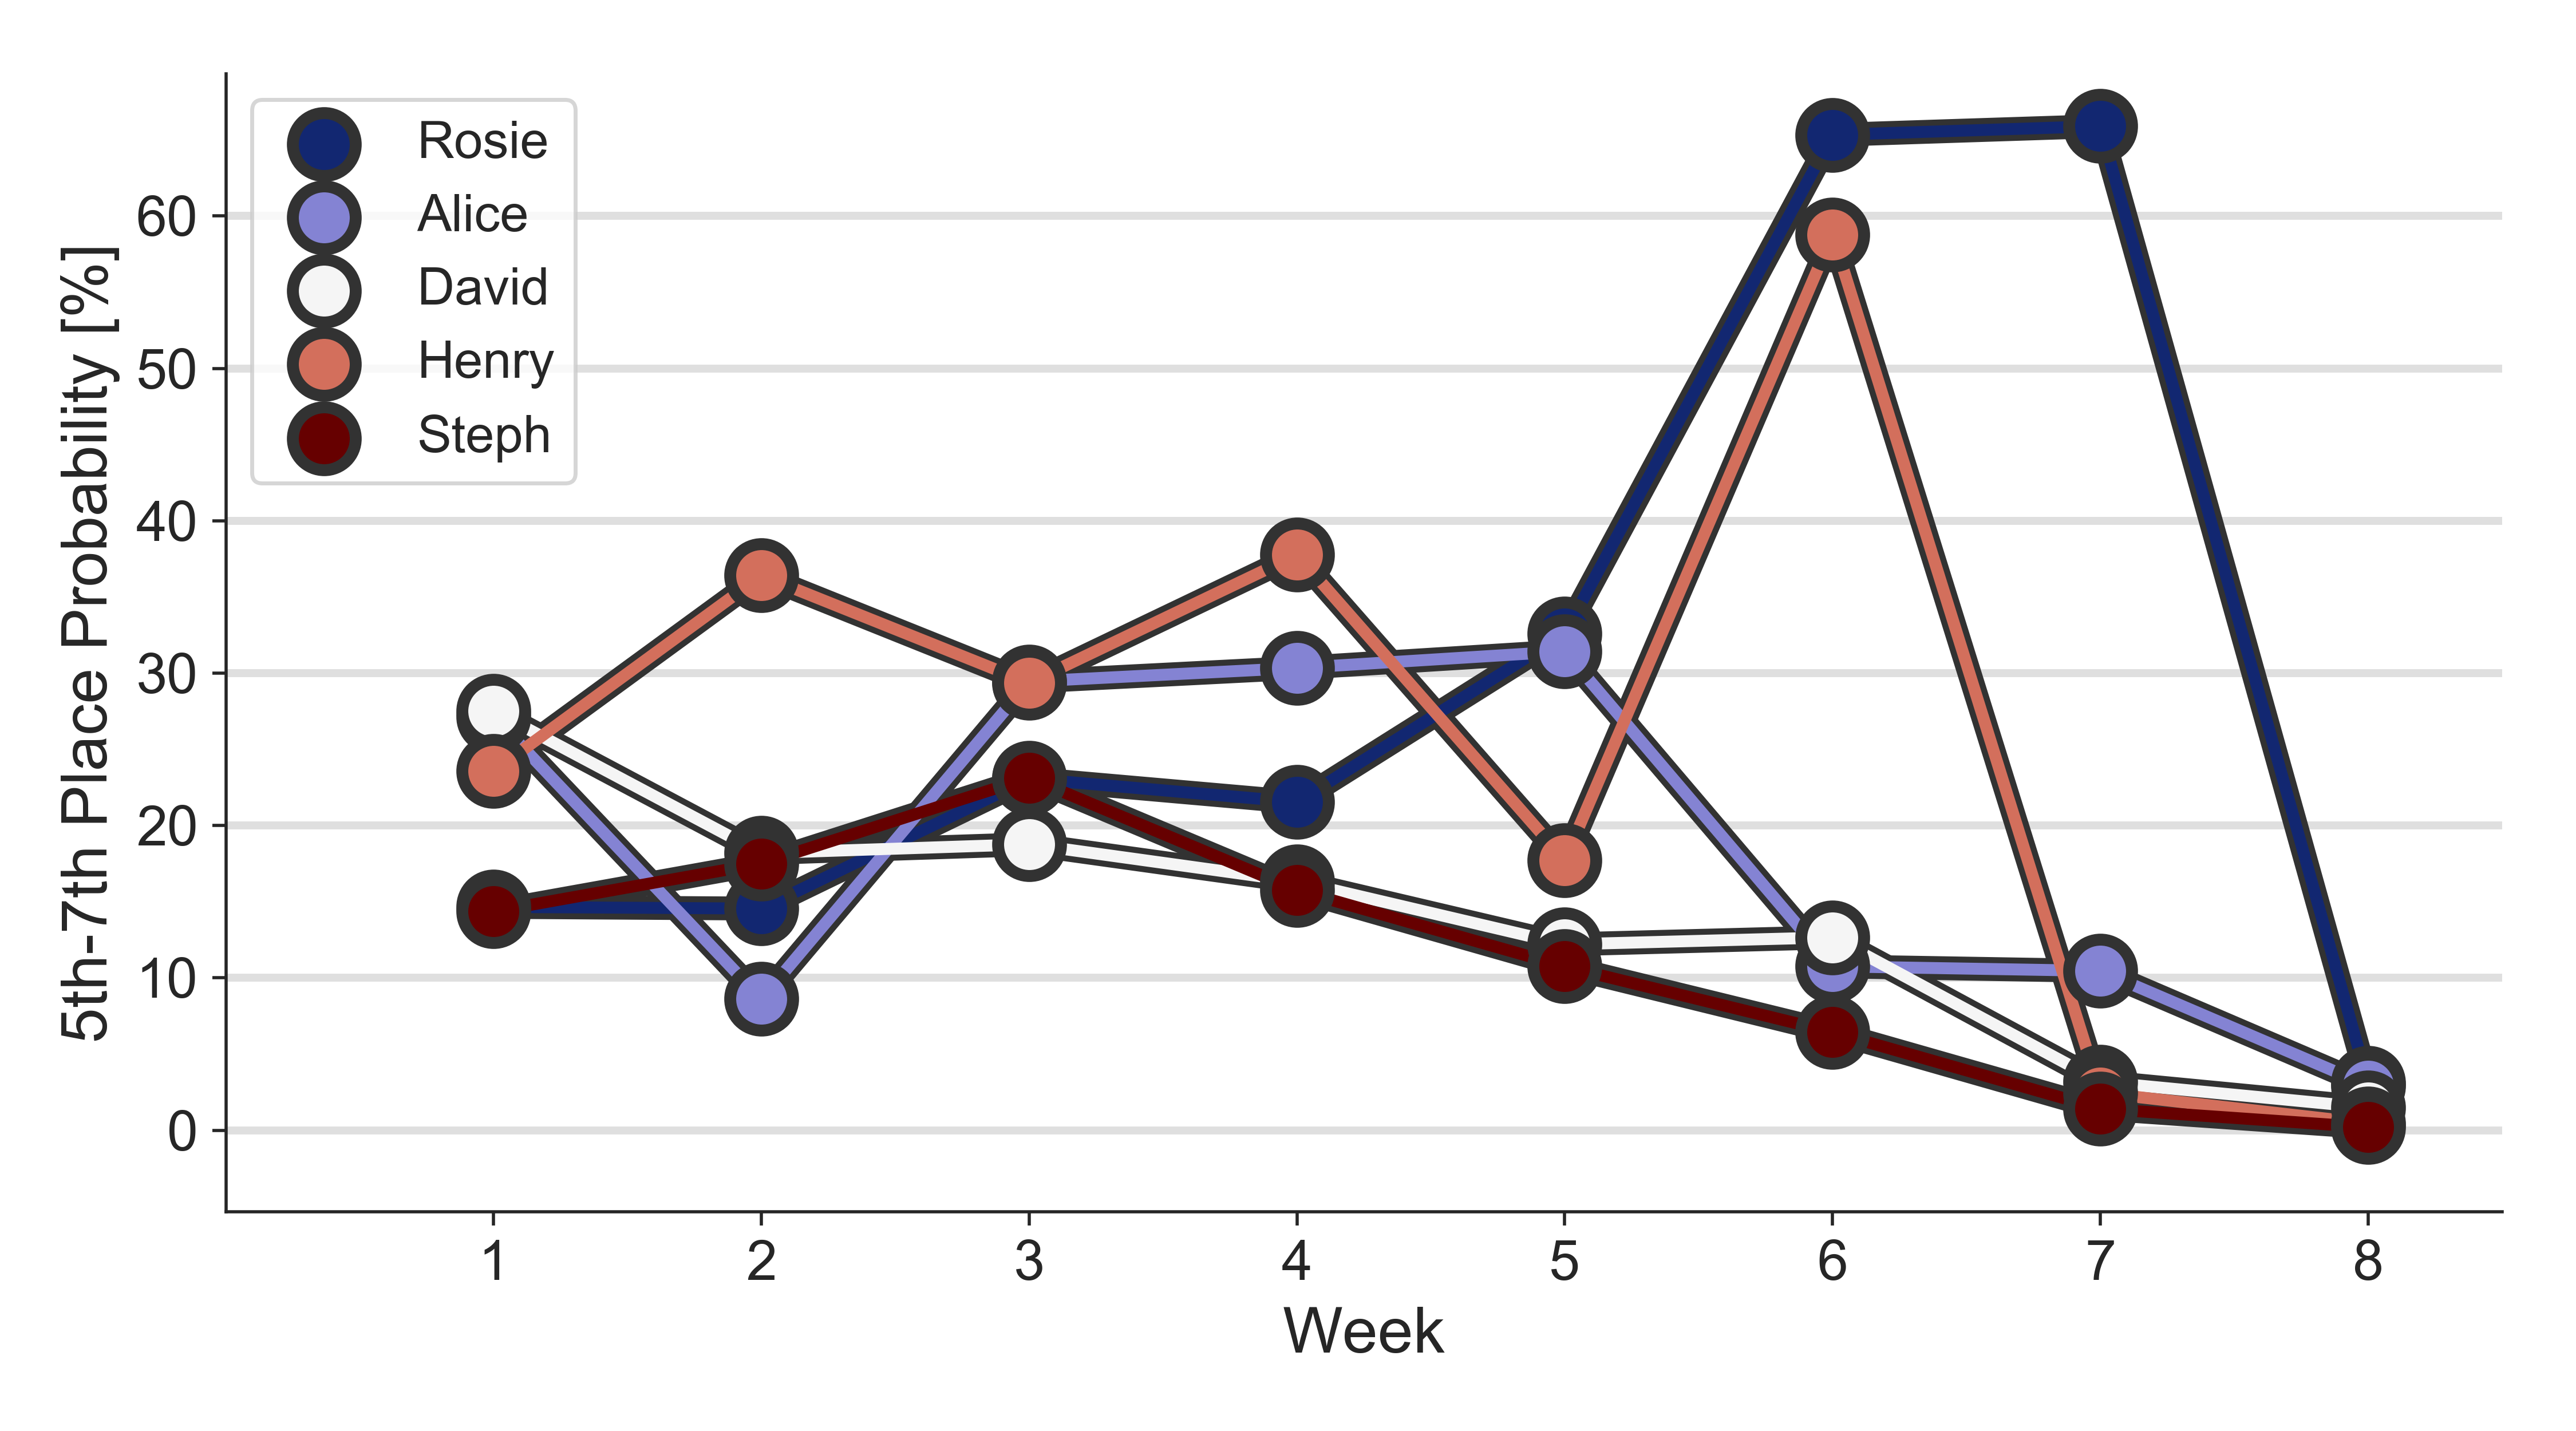 5th-7th Place Probability [%]
60
50
40
30
20
10
0
Rosie
Alice
David
Henry
Steph
1 2 3 4 5 6 7 8
Week